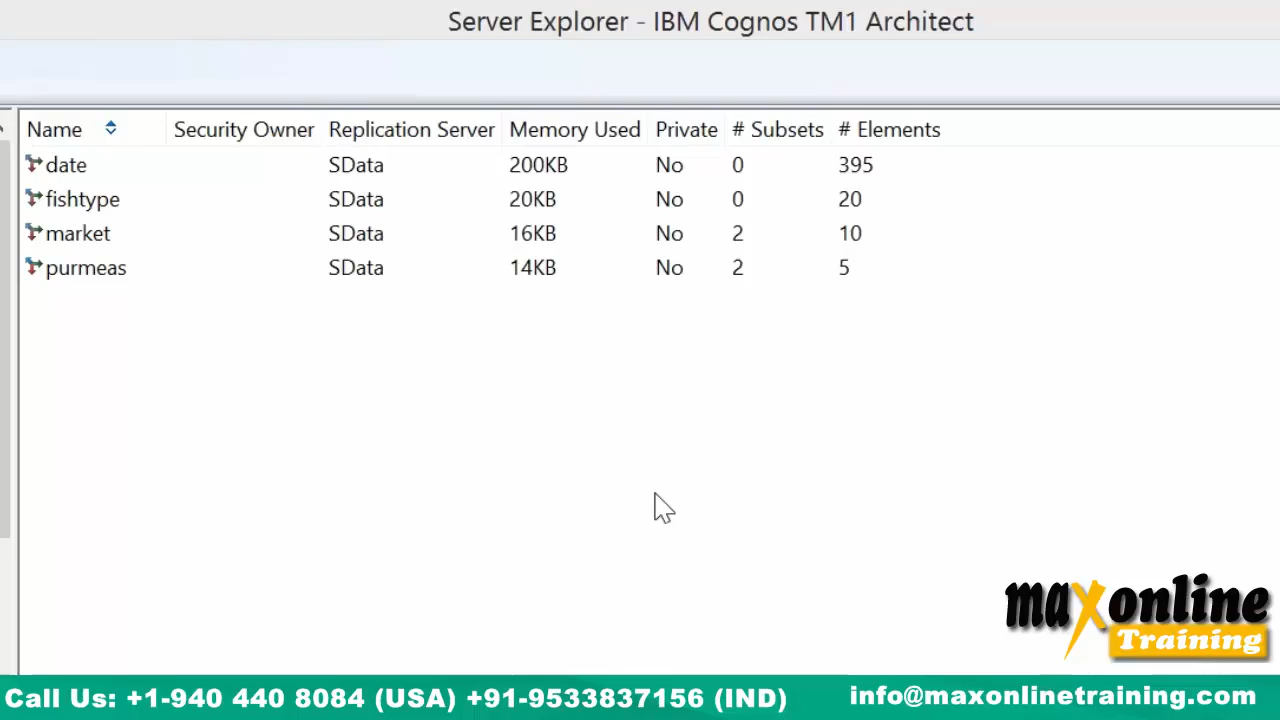 Server Explorer - IBM Cognos TM1 Architect
Name Security Owner Replication Server Memory Used Private # Subsets # Elements
date SData 200KB No 0 395
fishtype SData 20KB No 0 20
market SData 16KB No 2 10
purmeas SData 14KB No 2 5
maxonline
Training
Call Us: +1-940 440 8084 (USA) +91-9533837156 (IND) info@maxonlinetraining.com